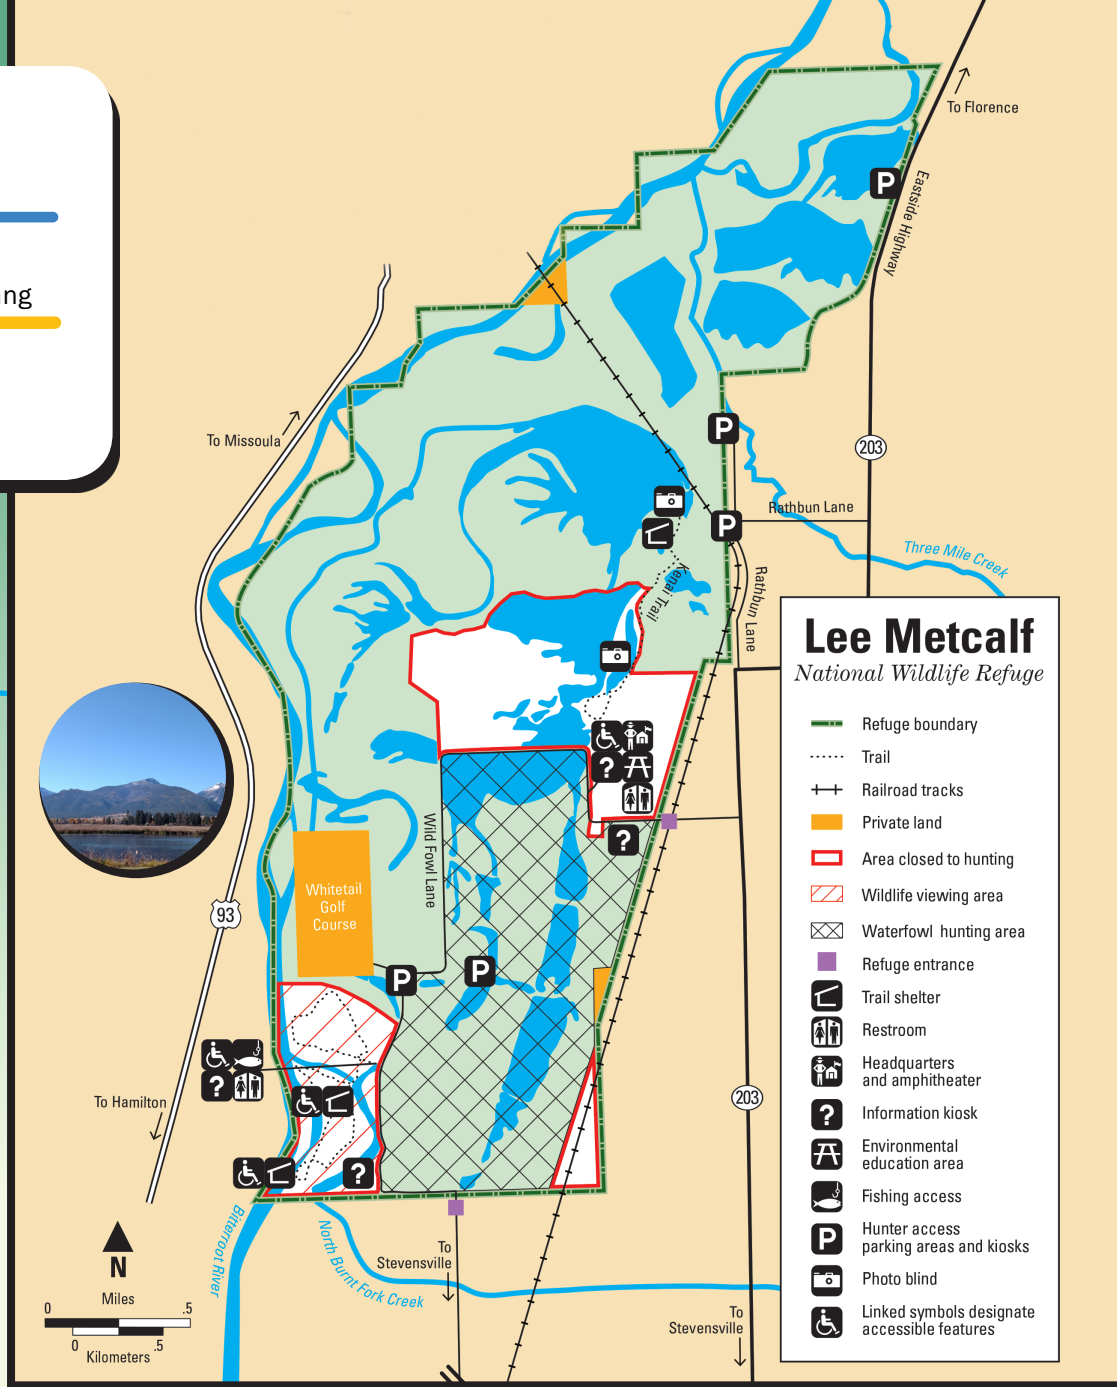 ang
To Florence
P
Eastside Highway
To Missoula
P
203
P
Rathbun Lane
Three Mile Creek
Kenai Trail
Rathbun Lane
?
?
Wild Fowl Lane
Whitetail
Golf
Course
93
P
P
?
To Hamilton
?
Bitterroot River
North Burnt Fork Creek
To
Stevensville
203
To
Stevensville
N
Miles
0 .5
0 .5
Kilometers
Lee Metcalf
National Wildlife Refuge
Refuge boundary
Trail
Railroad tracks
Private land
Area closed to hunting
Wildlife viewing area
Waterfowl hunting area
Refuge entrance
Trail shelter
Restroom
Headquarters
and amphitheater
? Information kiosk
Environmental
education area
Fishing access
P Hunter access
parking areas and kiosks
Photo blind
Linked symbols designate
accessible features